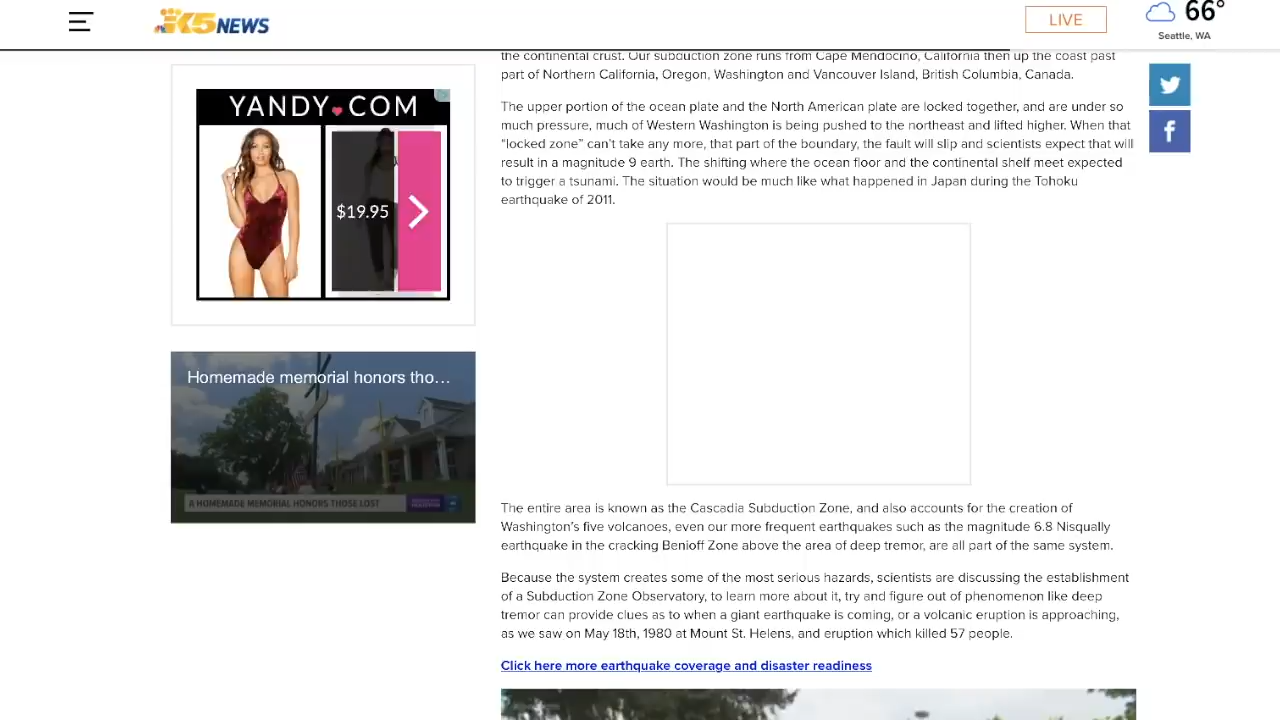 K5 NEWS
LIVE
66°
Seattle, WA
the continental crust. Our subduction zone runs from Cape Mendocino, California then up the coast past
part of Northern California, Oregon, Washington and Vancouver Island, British Columbia, Canada.
YANDY.COM
$19.95
The upper portion of the ocean plate and the North American plate are locked together, and are under so
much pressure, much of Western Washington is being pushed to the northeast and lifted higher. When that
“locked zone” can’t take any more, that part of the boundary, the fault will slip and scientists expect that will
result in a magnitude 9 earth. The shifting where the ocean floor and the continental shelf meet expected
to trigger a tsunami. The situation would be much like what happened in Japan during the Tohoku
earthquake of 2011.
Homemade memorial honors tho...
A HOMEMADE MEMORIAL HONORS THOSE LOST
The entire area is known as the Cascadia Subduction Zone, and also accounts for the creation of
Washington’s five volcanoes, even our more frequent earthquakes such as the magnitude 6.8 Nisqually
earthquake in the cracking Benioff Zone above the area of deep tremor, are all part of the same system.
Because the system creates some of the most serious hazards, scientists are discussing the establishment
of a Subduction Zone Observatory, to learn more about it, try and figure out of phenomenon like deep
tremor can provide clues as to when a giant earthquake is coming, or a volcanic eruption is approaching,
as we saw on May 18th, 1980 at Mount St. Helens, and eruption which killed 57 people.
Click here more earthquake coverage and disaster readiness